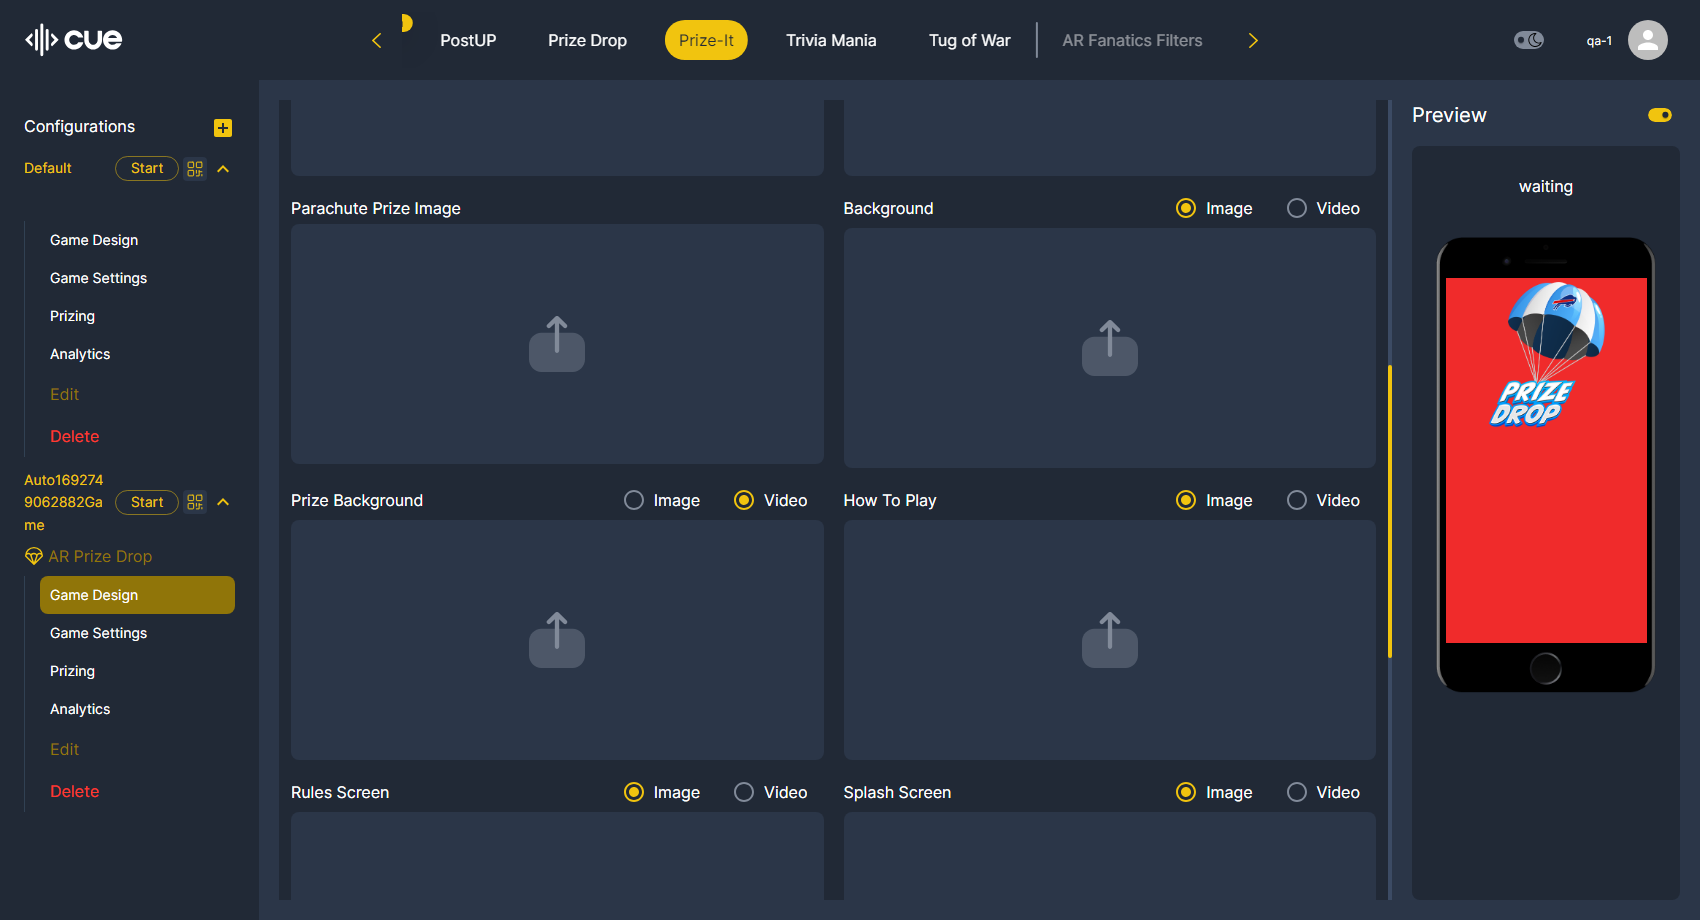 cue
PostUP
Prize Drop
Prize-It
Trivia Mania
Tug of War
AR Fanatics Filters
qa-1
Configurations
Default
Start
Game Design
Game Settings
Prizing
Analytics
Edit
Delete
Auto169274
9062882Ga
me
Start
AR Prize Drop
Game Design
Game Settings
Prizing
Analytics
Edit
Delete
Parachute Prize Image
Background
Image
Video
Prize Background
Image
Video
How To Play
Image
Video
Rules Screen
Image
Video
Splash Screen
Image
Video
Preview
waiting
PRIZE
DROP